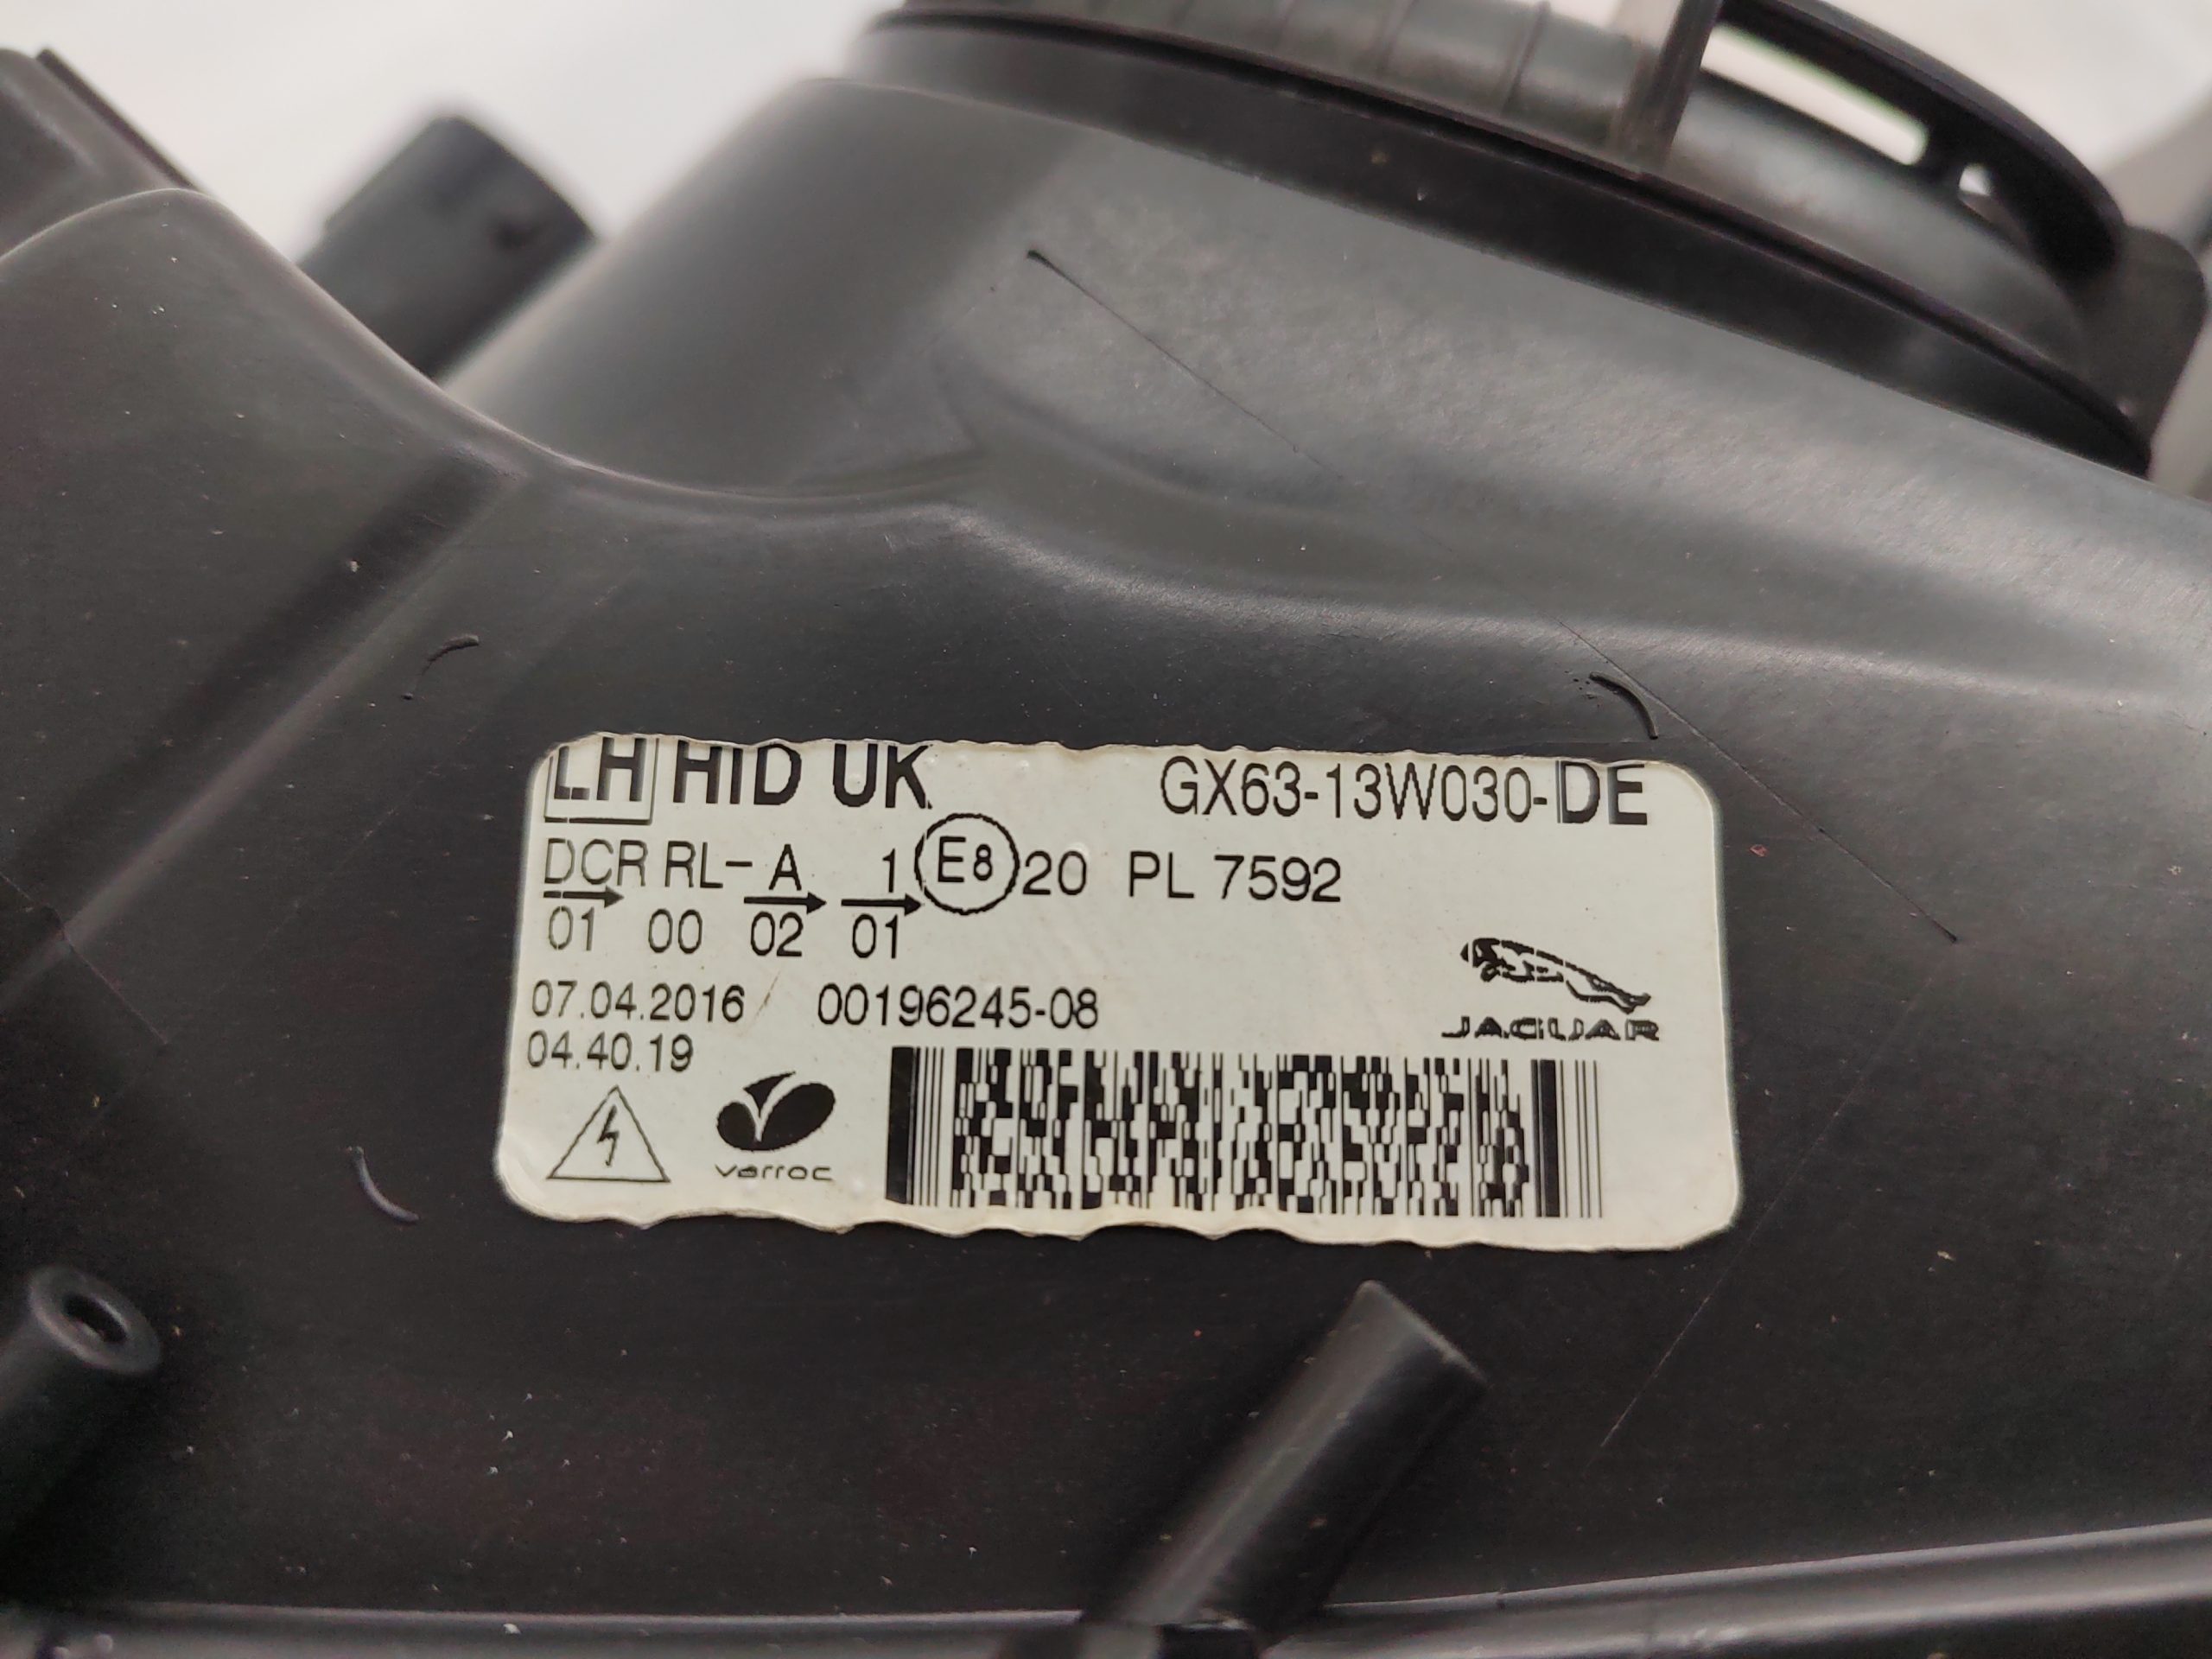 LH HID UK GX63-13W030-DE
DCR RL- A 1 E8 20 PL 7592
01 00 02 01
07.04.2016 00196245-08
04.40.19
JAGUAR
varroc